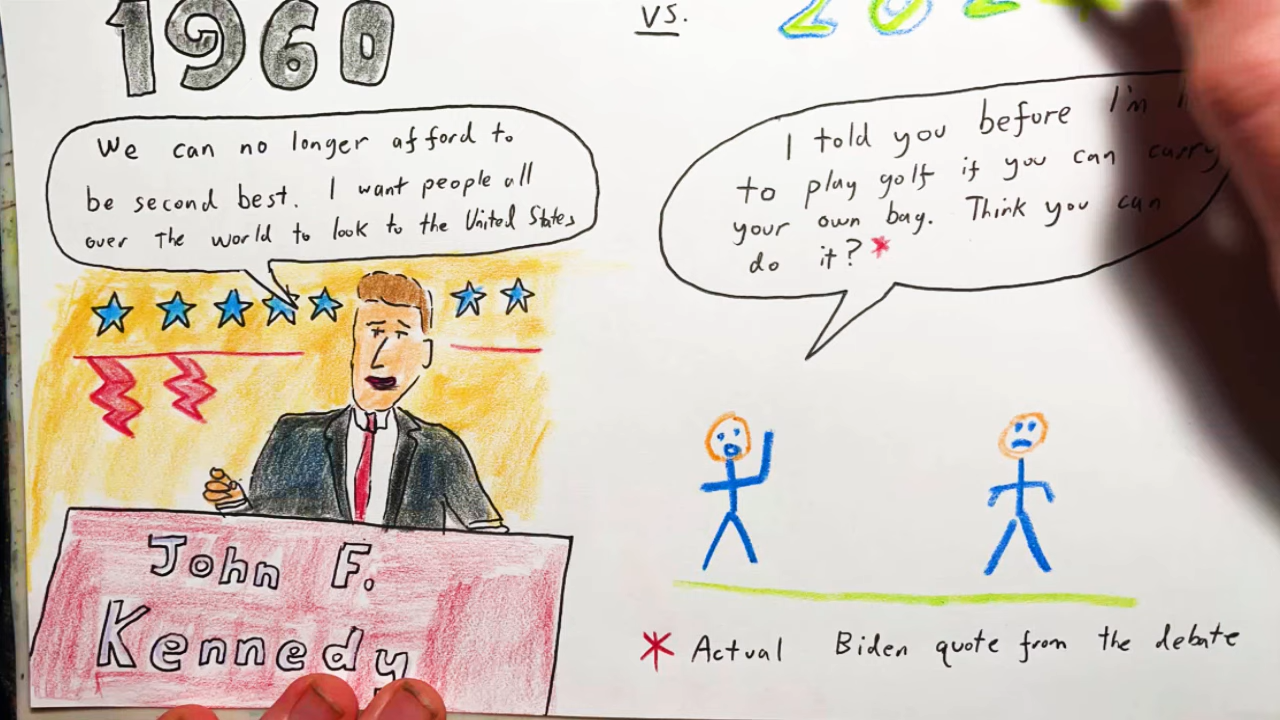 1960
vs.
202
We can no longer afford to
be second best. I want people all
over the world to look to the United States
I told you before I'm
to play golf if you can carry
your own bag. Think you can
do it?*
John F.
Kennedy
* Actual Biden quote from the debate